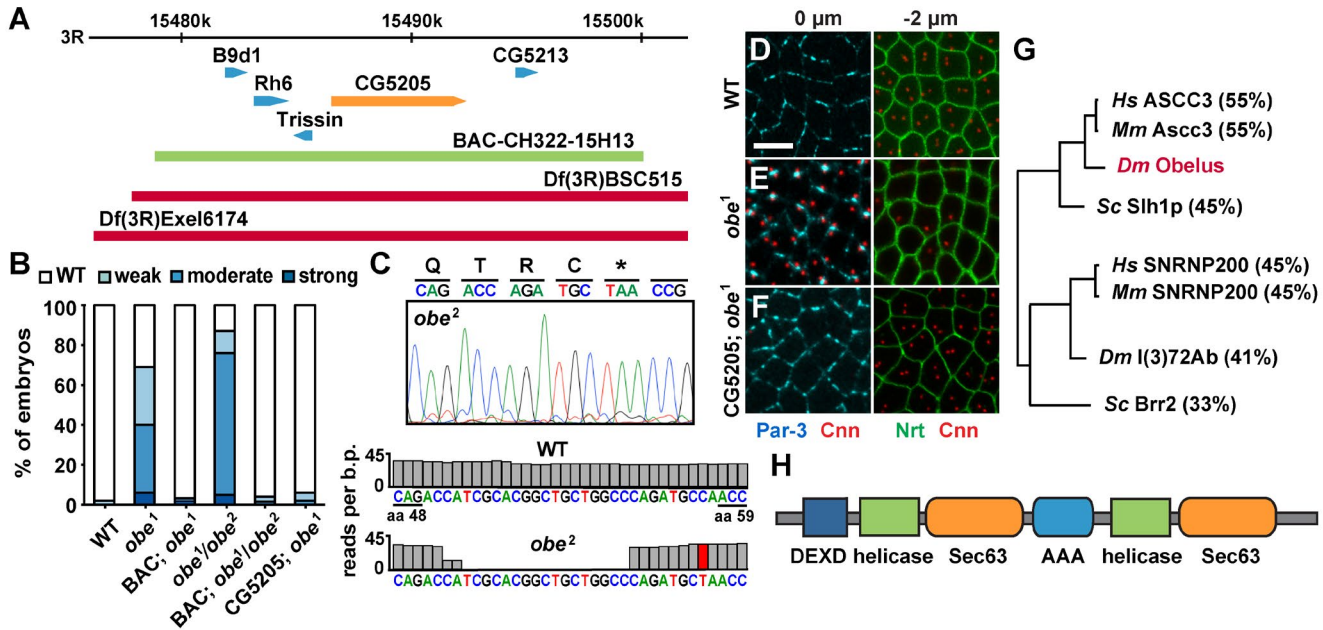 A
15480k 15490k 15500k
3R
B9d1
CG5213
Rh6
CG5205
Trissin
BAC-CH322-15H13
Df(3R)BSC515
Df(3R)Exel6174
B
WT weak moderate strong
% of embryos
100
80
60
40
20
0
WT
obe1
BAC; obe1
obe1/obe2
BAC; obe1/obe2
CG5205; obe1
C
Q T R C *
CAG ACC AGA TGC TAA CCG
obe2
WT
reads per b.p.
45
0
CAGACCATCGCACGGCTGCTGGCCCAGATGCCAACC
aa 48 aa 59
obe2
45
0
CAGACCATCGCACGGCTGCTGGCCCAGATGCTAACC
0 µm -2 µm
D
WT
E
obe1
F
CG5205; obe1
Par-3 Cnn Nrt Cnn
G
Hs ASCC3 (55%)
Mm Ascc3 (55%)
Dm Obelus
Sc Slh1p (45%)
Hs SNRNP200 (45%)
Mm SNRNP200 (45%)
Dm l(3)72Ab (41%)
Sc Brr2 (33%)
H
DEXD helicase Sec63 AAA helicase Sec63